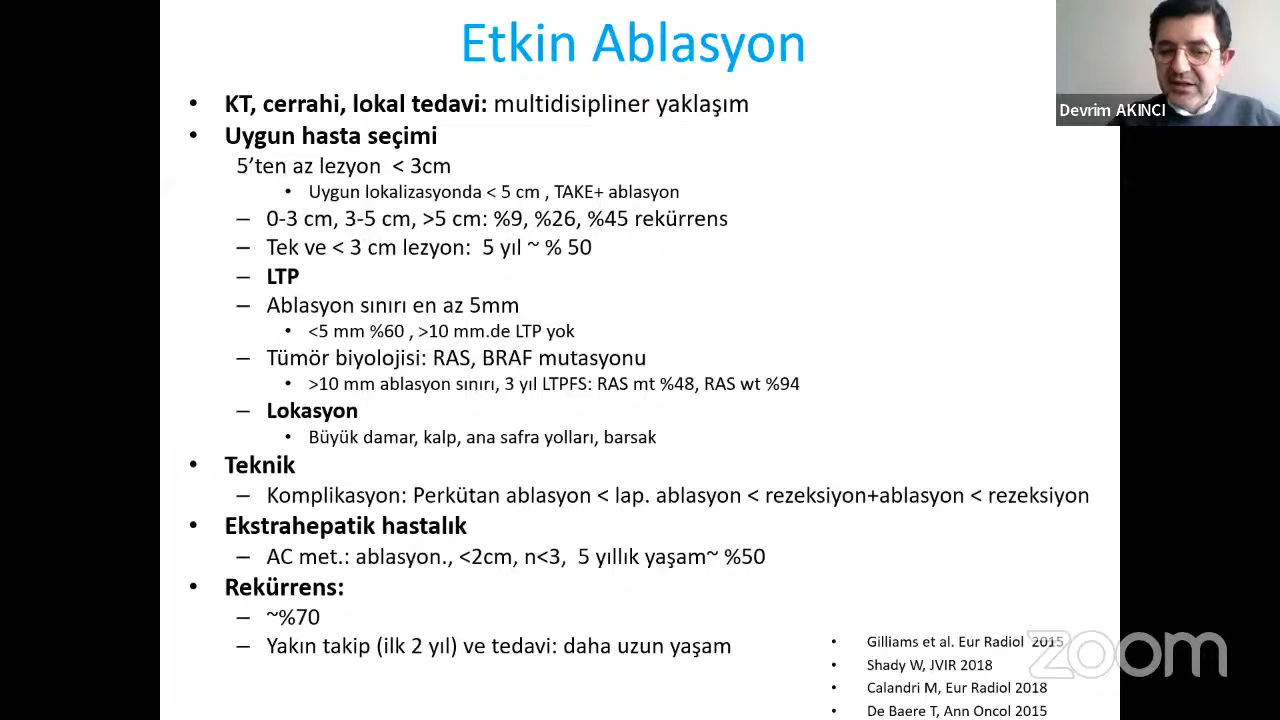 Etkin Ablasyon
Devrim AKINCI
• KT, cerrahi, lokal tedavi: multidisipliner yaklaşım
• Uygun hasta seçimi
5’ten az lezyon < 3cm
• Uygun lokalizasyonda < 5 cm , TAKE+ ablasyon
– 0-3 cm, 3-5 cm, >5 cm: %9, %26, %45 rekürrens
– Tek ve < 3 cm lezyon: 5 yıl ~ % 50
– LTP
– Ablasyon sınırı en az 5mm
• <5 mm %60 , >10 mm.de LTP yok
– Tümör biyolojisi: RAS, BRAF mutasyonu
• >10 mm ablasyon sınırı, 3 yıl LTPFS: RAS mt %48, RAS wt %94
– Lokasyon
• Büyük damar, kalp, ana safra yolları, barsak
• Teknik
– Komplikasyon: Perkütan ablasyon < lap. ablasyon < rezeksiyon+ablasyon < rezeksiyon
• Ekstrahepatik hastalık
– AC met.: ablasyon., <2cm, n<3, 5 yıllık yaşam~ %50
• Rekürrens:
– ~%70
– Yakın takip (ilk 2 yıl) ve tedavi: daha uzun yaşam
• Gilliams et al. Eur Radiol 2015
• Shady W, JVIR 2018
• Calandri M, Eur Radiol 2018
• De Baere T, Ann Oncol 2015
zoom